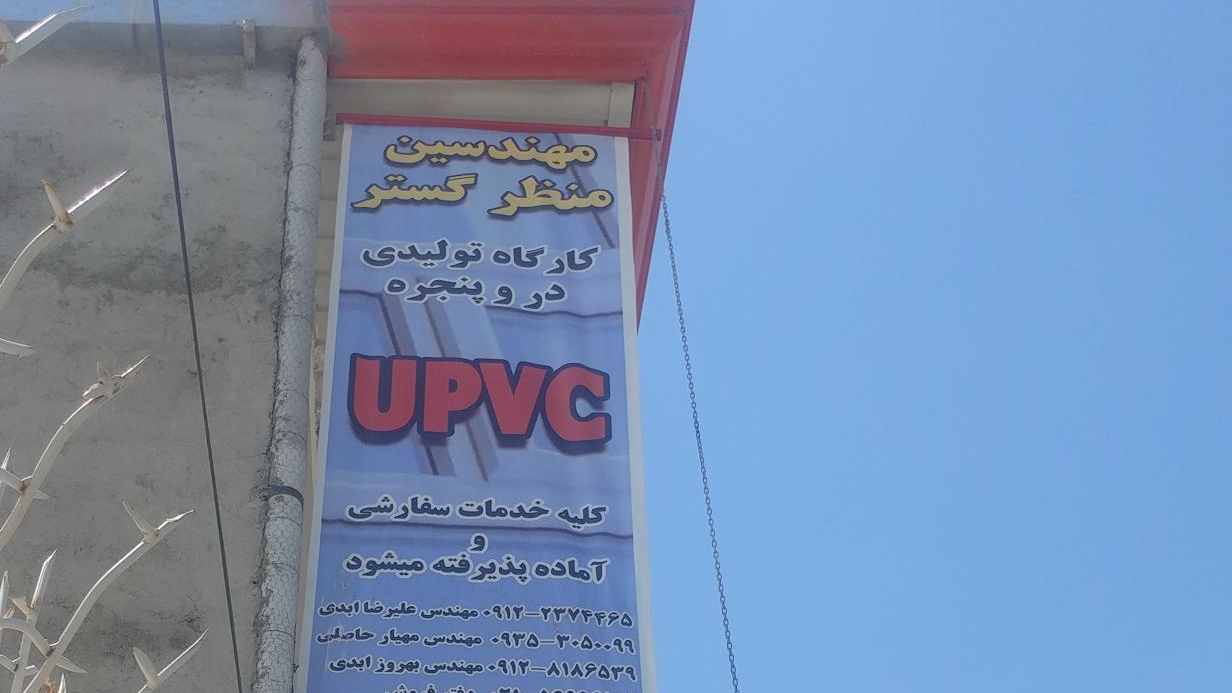 مهندسین
منظر گستر
کارگاه تولیدی
در و پنجره
UPVC
کلیه خدمات سفارشی
و
آماده پذیرفته میشود
۰۹۱۲-۲۳۷۴۴۶۵ مهندس علیرضا ابدی
۰۹۳۵-۳۰۵۰۰۹۹ مهندس مهیار حاصلی
۰۹۱۲-۸۱۸۶۵۳۹ مهندس بهروز ابدی